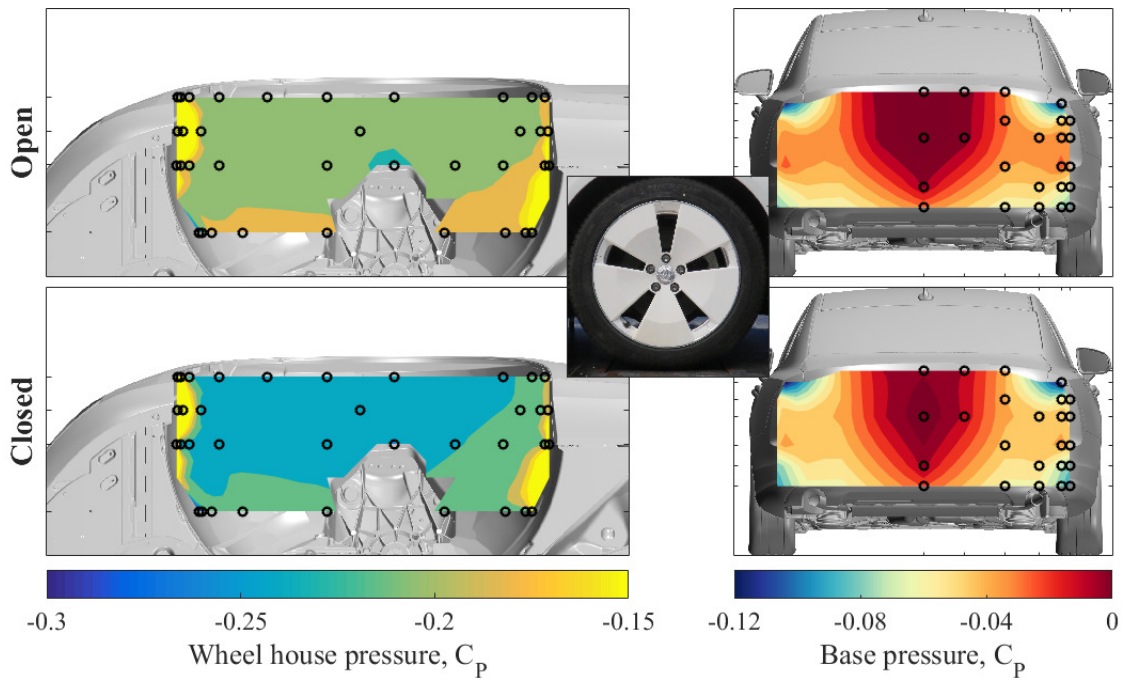 Open
Closed
-0.3
-0.25
-0.2
-0.15
Wheel house pressure, C_P
-0.12
-0.08
-0.04
0
Base pressure, C_P